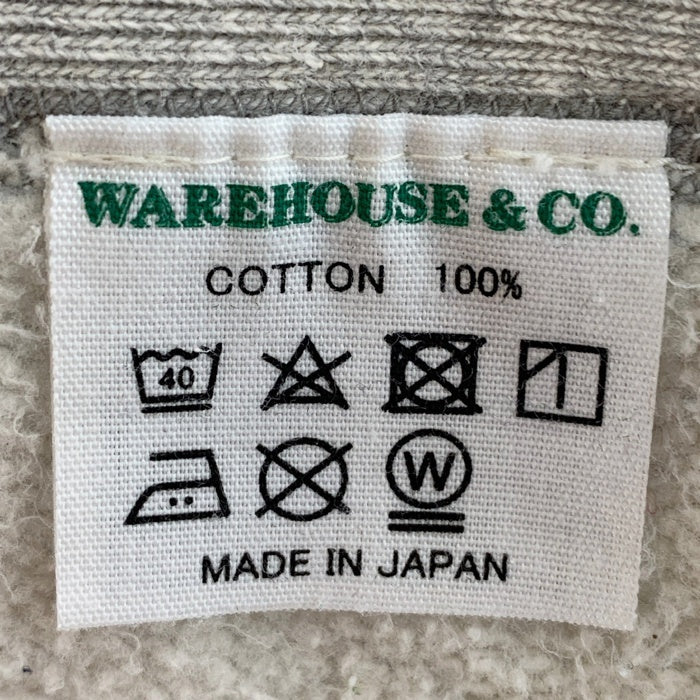 WAREHOUSE & CO.
COTTON 100%
40
W
MADE IN JAPAN